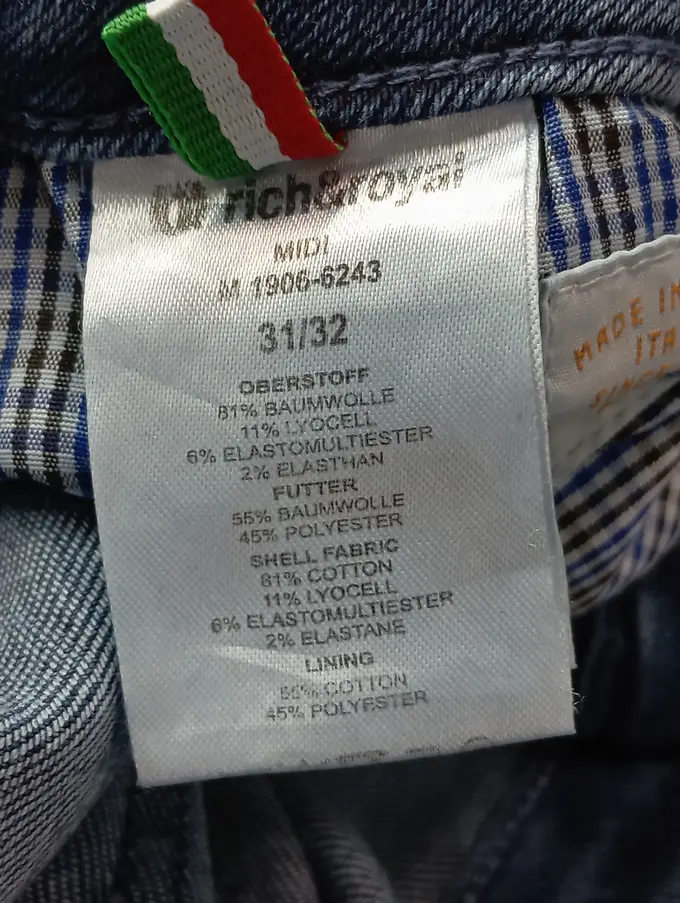 rich&royal
MIDI
M 1906-6243
31/32
OBERSTOFF
81% BAUMWOLLE
11% LYOCELL
6% ELASTOMULTIESTER
2% ELASTHAN
FUTTER
55% BAUMWOLLE
45% POLYESTER
SHELL FABRIC
81% COTTON
11% LYOCELL
6% ELASTOMULTIESTER
2% ELASTANE
LINING
55% COTTON
45% POLYESTER
MADE IN
ITA